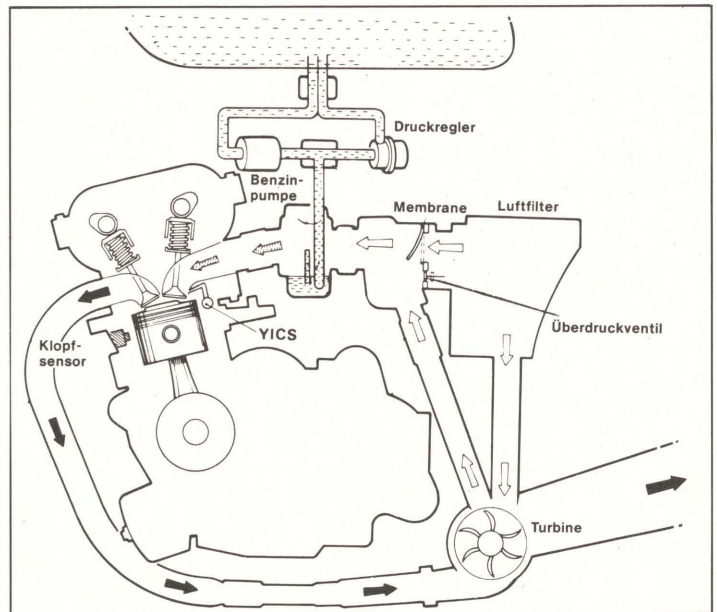 Druckregler
Benzin-
pumpe
Membrane
Luftfilter
Überdruckventil
YICS
Klopf-
sensor
Turbine